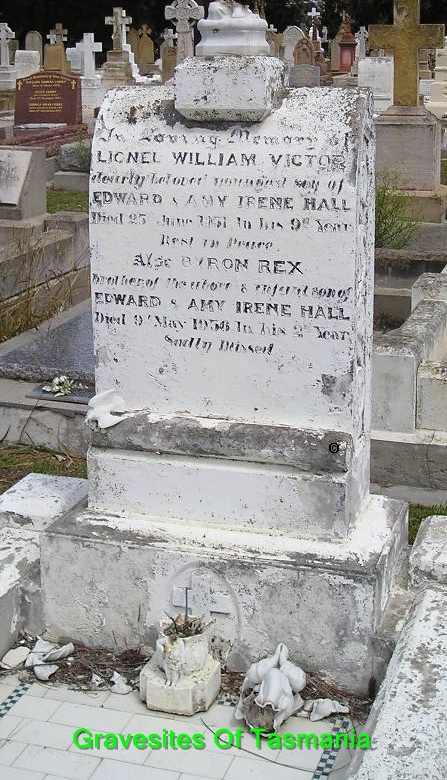 In Loving Memory of
LIONEL WILLIAM VICTOR
dearly beloved youngest son of
EDWARD & AMY IRENE HALL
Died 25 June 1931 In his 9th Year
Rest in Peace.
Also BYRON REX
brother of the above & infant son of
EDWARD & AMY IRENE HALL
Died 9th May 1936 In his 2nd Year
Sadly Missed
©
Gravesites Of Tasmania